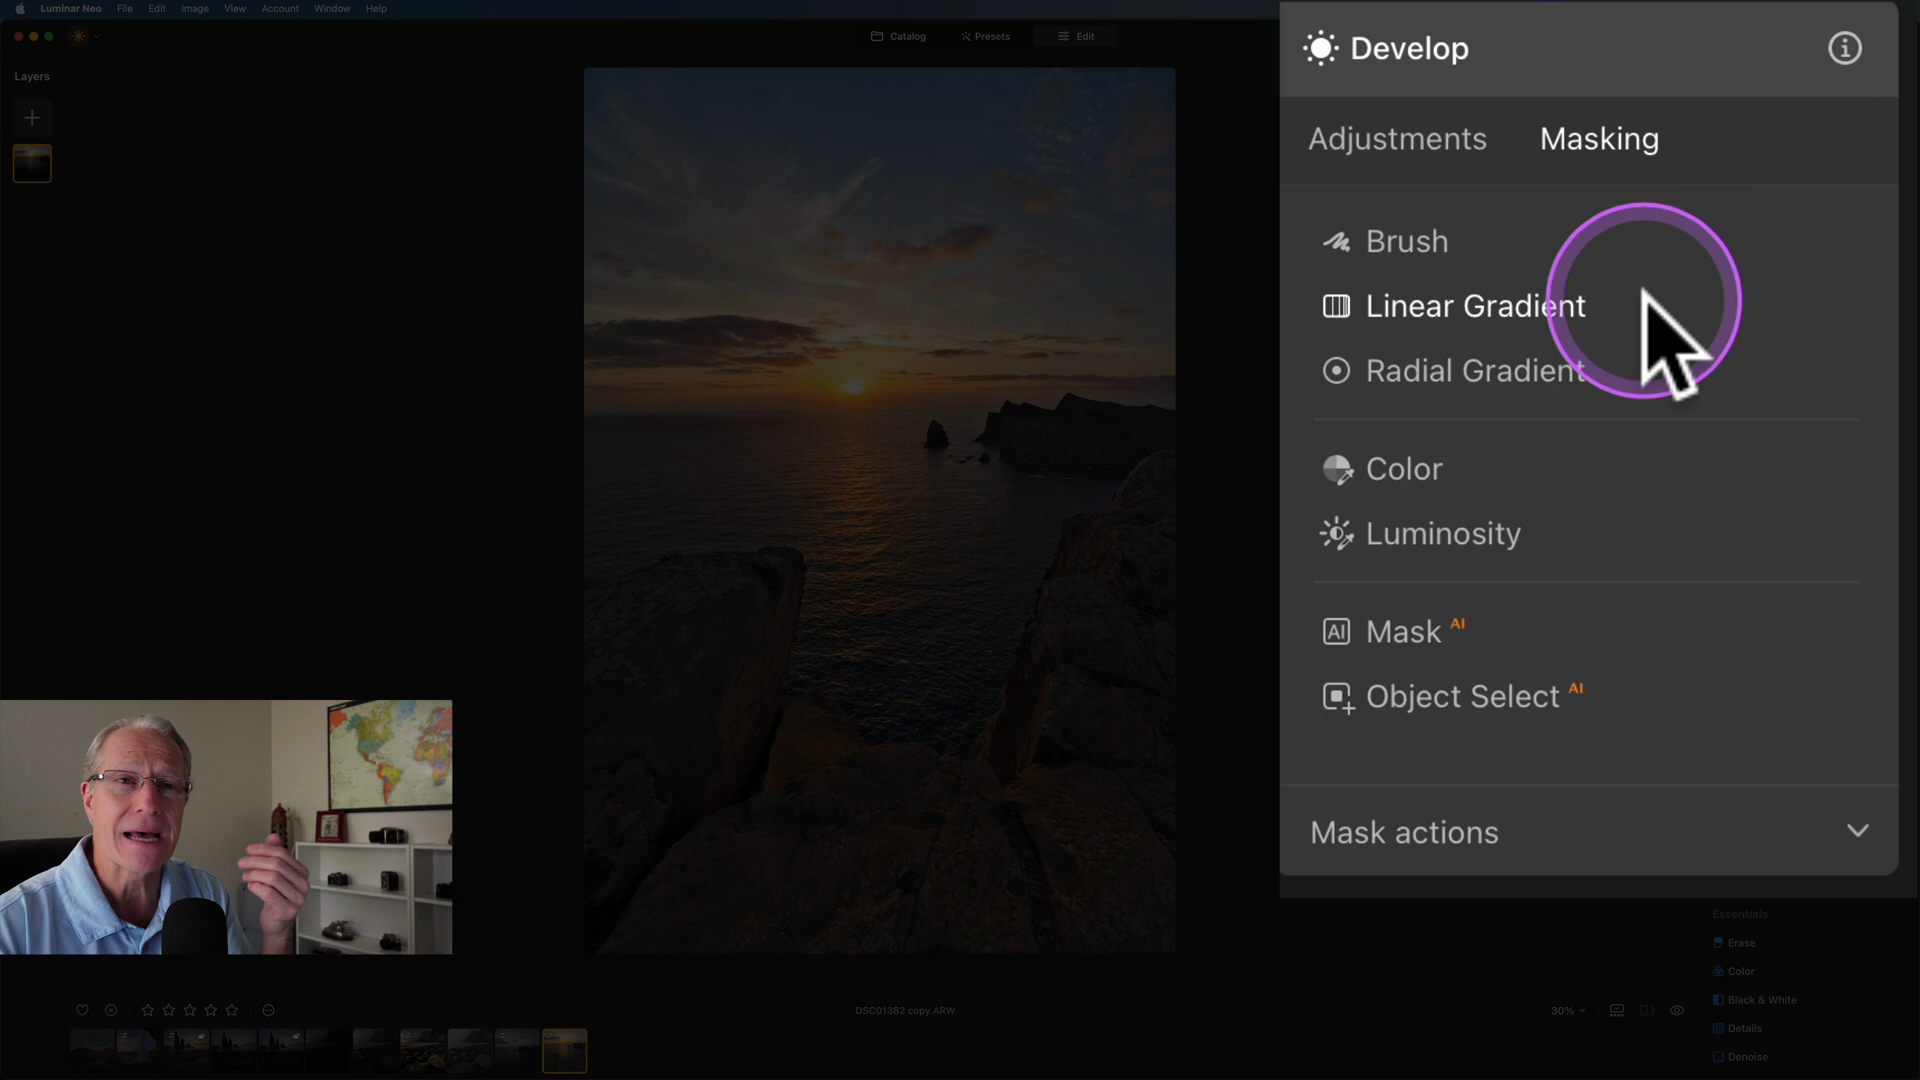 Luminar Neo File Edit Image View Account Window Help
Catalog Presets Edit
Layers
Develop
Adjustments Masking
Brush
Linear Gradient
Radial Gradient
Color
Luminosity
AI Mask AI
Object Select AI
Mask actions
Essentials
Erase
Color
Black & White
Details
Denoise
DSC01382 copy.ARW
30%